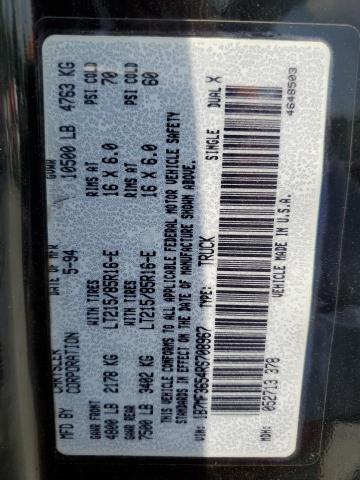 MFD BY CHRYSLER CORPORATION DATE OF MFR 5-94 GVWR 10500 LB 4763 KG
GAWR FRONT WITH TIRES RIMS AT PSI COLD
4800 LB 2178 KG LT215/85R16-E 16 X 6.0 70
GAWR REAR WITH TIRES RIMS AT PSI COLD
7500 LB 3402 KG LT215/85R16-E 16 X 6.0 60
THIS VEHICLE CONFORMS TO ALL APPLICABLE FEDERAL MOTOR VEHICLE SAFETY
STANDARDS IN EFFECT ON THE DATE OF MANUFACTURE SHOWN ABOVE.
VIN: 1B7MF3654RS708967 TYPE: TRUCK SINGLE DUAL X
MDH: 052713 378 VEHICLE MADE IN U.S.A. 4648503